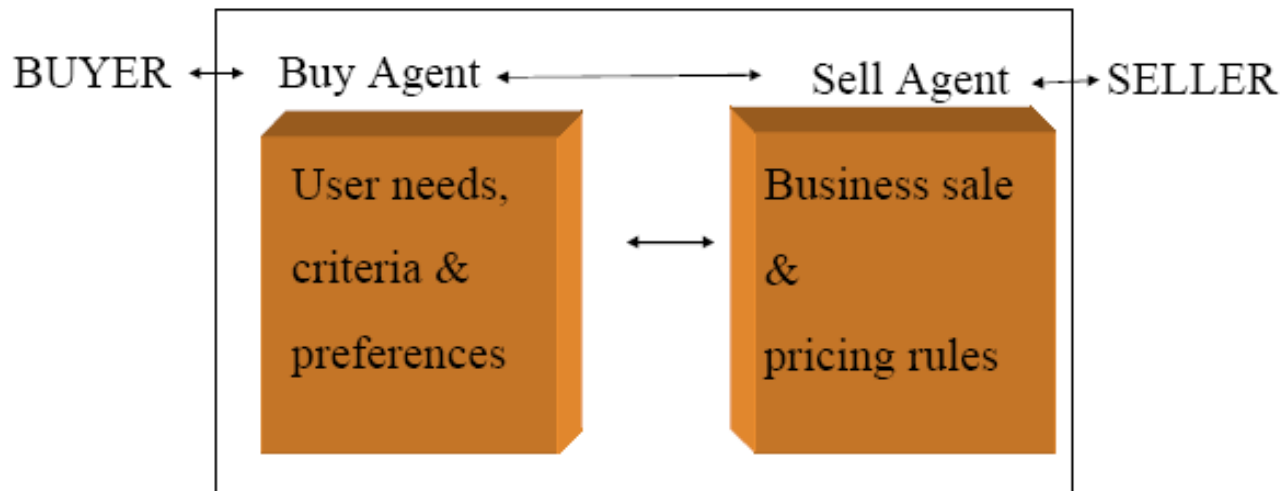 BUYER Buy Agent Sell Agent SELLER
User needs,
criteria &
preferences
Business sale
&
pricing rules